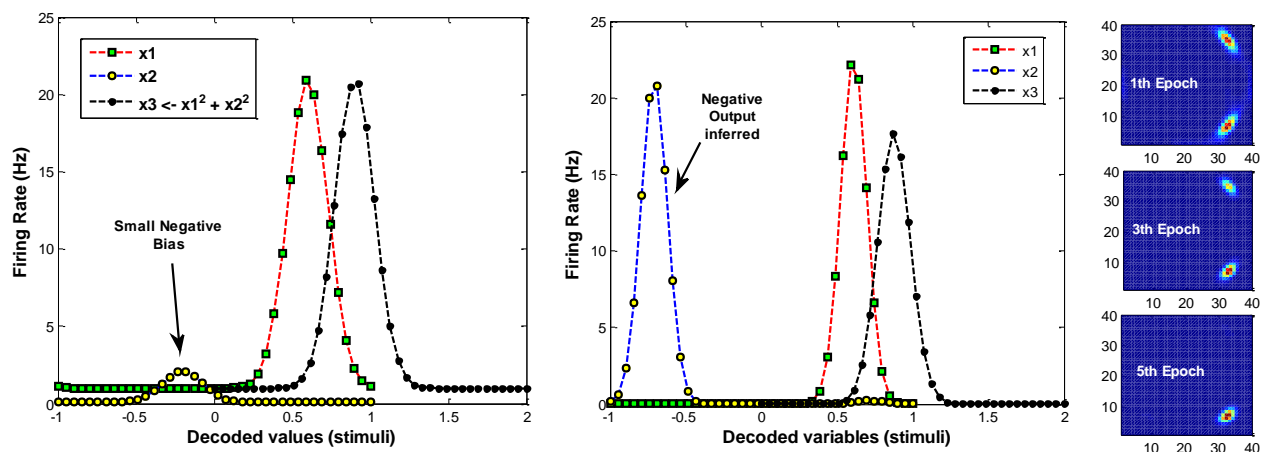 25
20
15
10
5
0
Firing Rate (Hz)
x1
x2
x3 <- x1² + x2²
Small Negative
Bias
-1 -0.5 0 0.5 1 1.5 2
Decoded values (stimuli)
25
20
15
10
5
0
Firing Rate (Hz)
x1
x2
x3
Negative
Output
inferred
-1 -0.5 0 0.5 1 1.5 2
Decoded variables (stimuli)
40
30
20
10
1th Epoch
10 20 30 40
40
30
20
10
3th Epoch
10 20 30 40
40
30
20
10
5th Epoch
10 20 30 40